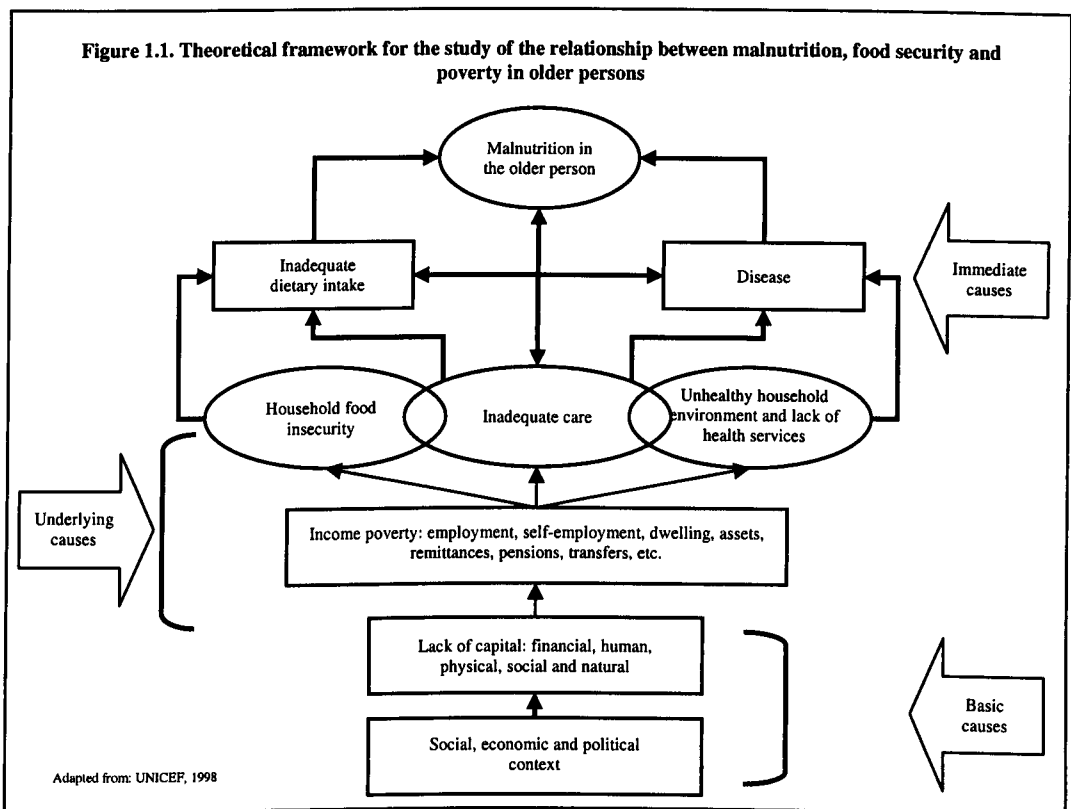 Figure 1.1. Theoretical framework for the study of the relationship between malnutrition, food security and
poverty in older persons
Malnutrition in
the older person
Inadequate
dietary intake
Disease
Immediate
causes
Household food
insecurity
Inadequate care
Unhealthy household
environment and lack of
health services
Underlying
causes
Income poverty: employment, self-employment, dwelling, assets,
remittances, pensions, transfers, etc.
Lack of capital: financial, human,
physical, social and natural
Basic
causes
Social, economic and political
context
Adapted from: UNICEF, 1998